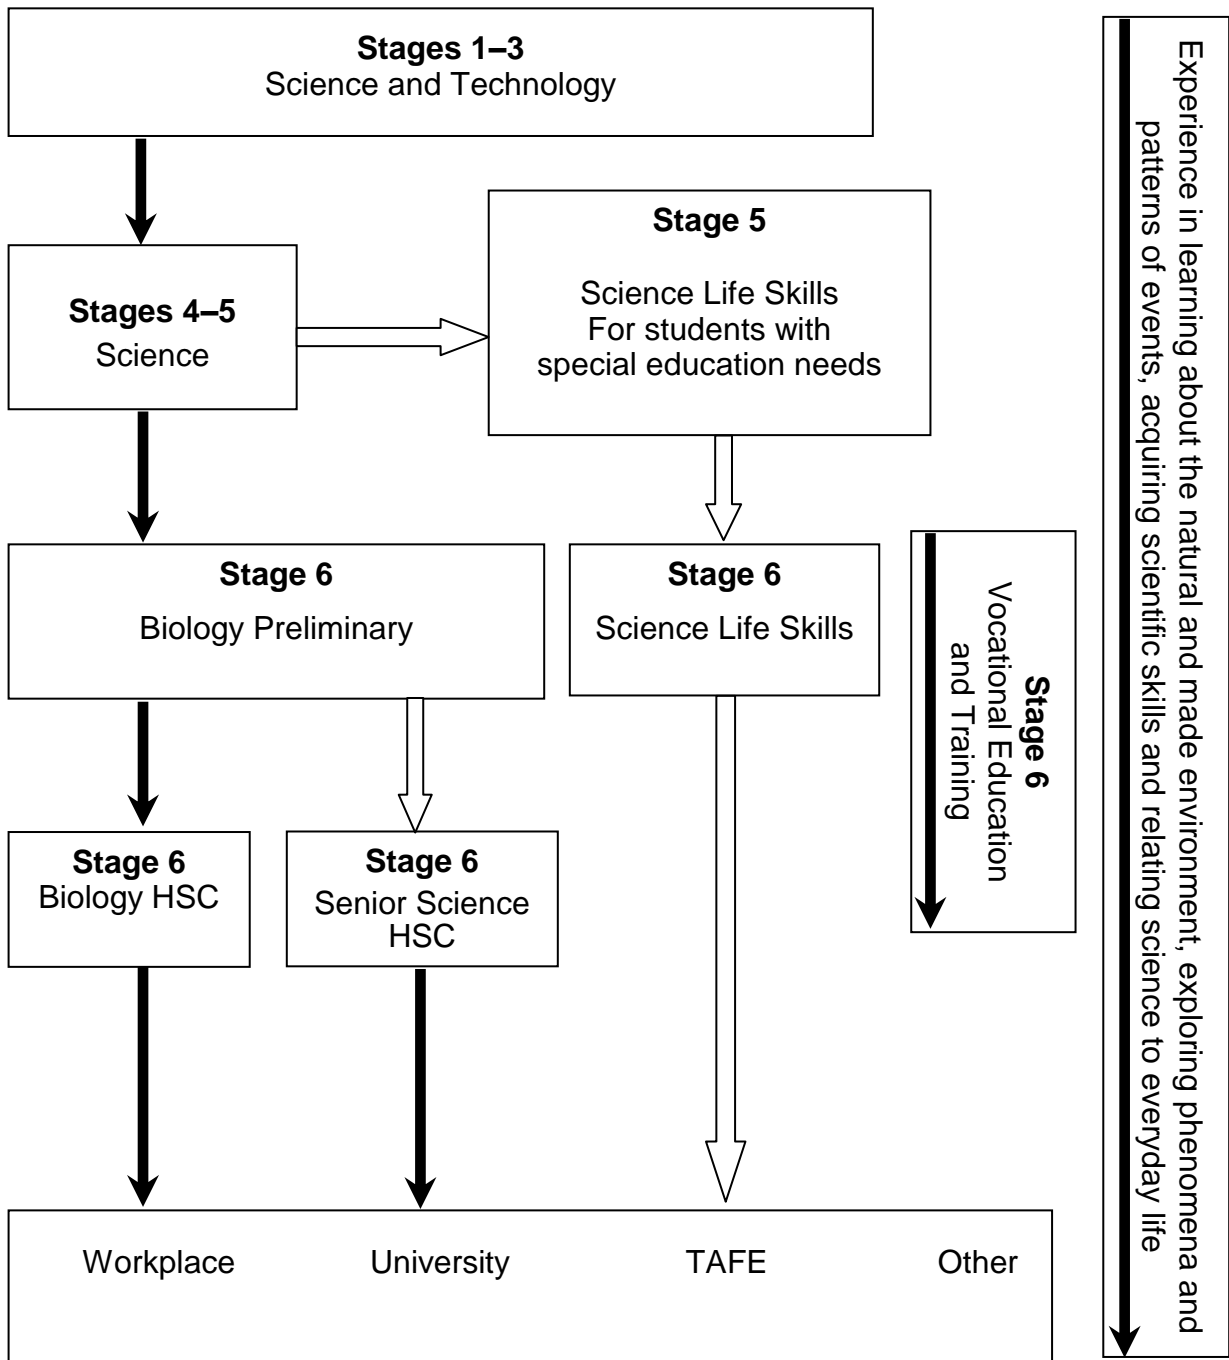 Stages 1–3
Science and Technology
Stages 4–5
Science
Stage 5
Science Life Skills
For students with
special education needs
Stage 6
Biology Preliminary
Stage 6
Science Life Skills
Stage 6
Vocational Education
and Training
Stage 6
Biology HSC
Stage 6
Senior Science
HSC
Workplace
University
TAFE
Other
Experience in learning about the natural and made environment, exploring phenomena and
patterns of events, acquiring scientific skills and relating science to everyday life